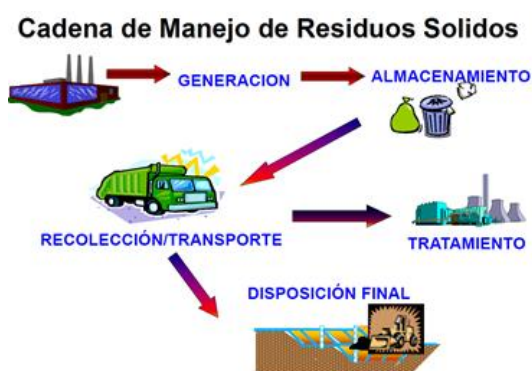 Cadena de Manejo de Residuos Solidos
GENERACION
ALMACENAMIENTO
RECOLECCIÓN/TRANSPORTE
TRATAMIENTO
DISPOSICIÓN FINAL